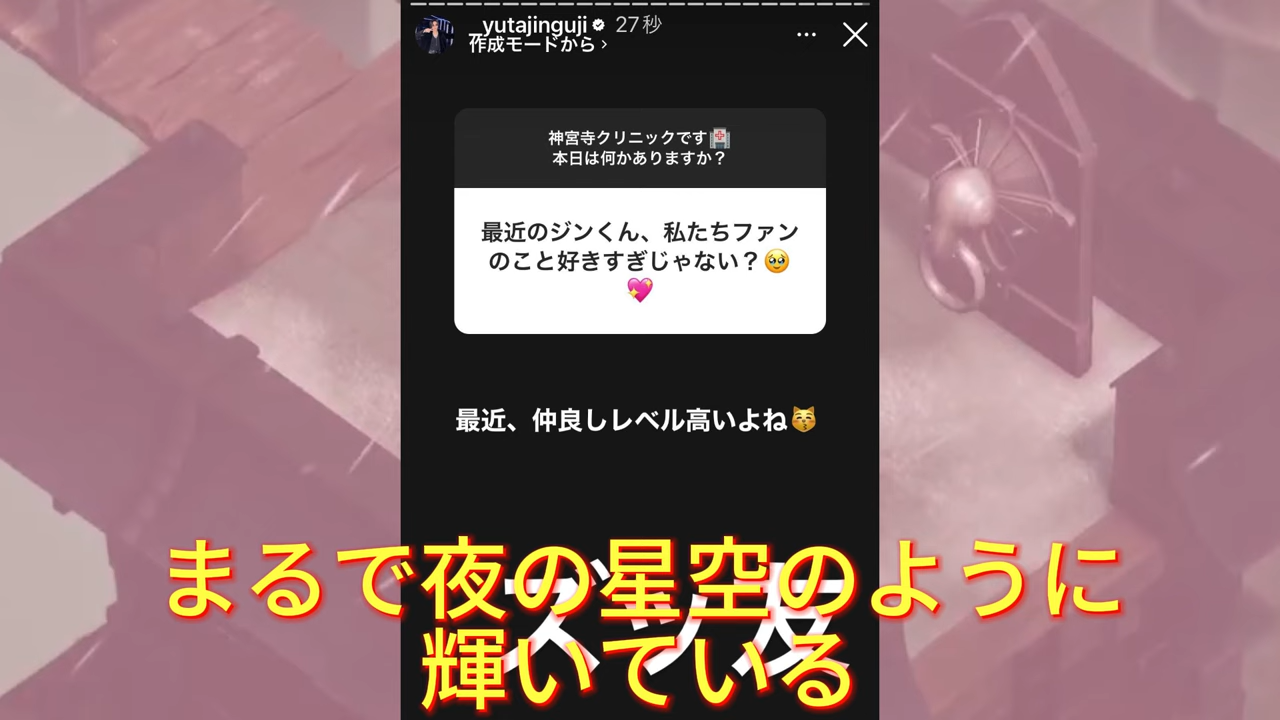 _yutajinguji 27秒
作成モードから
神宮寺クリニックです🏥
本日は何かありますか？
最近のジンくん、私たちファン
のこと好きすぎじゃない？🥹
💖
最近、仲良しレベル高いよね😽
ズッ友
まるで夜の星空のように
輝いている